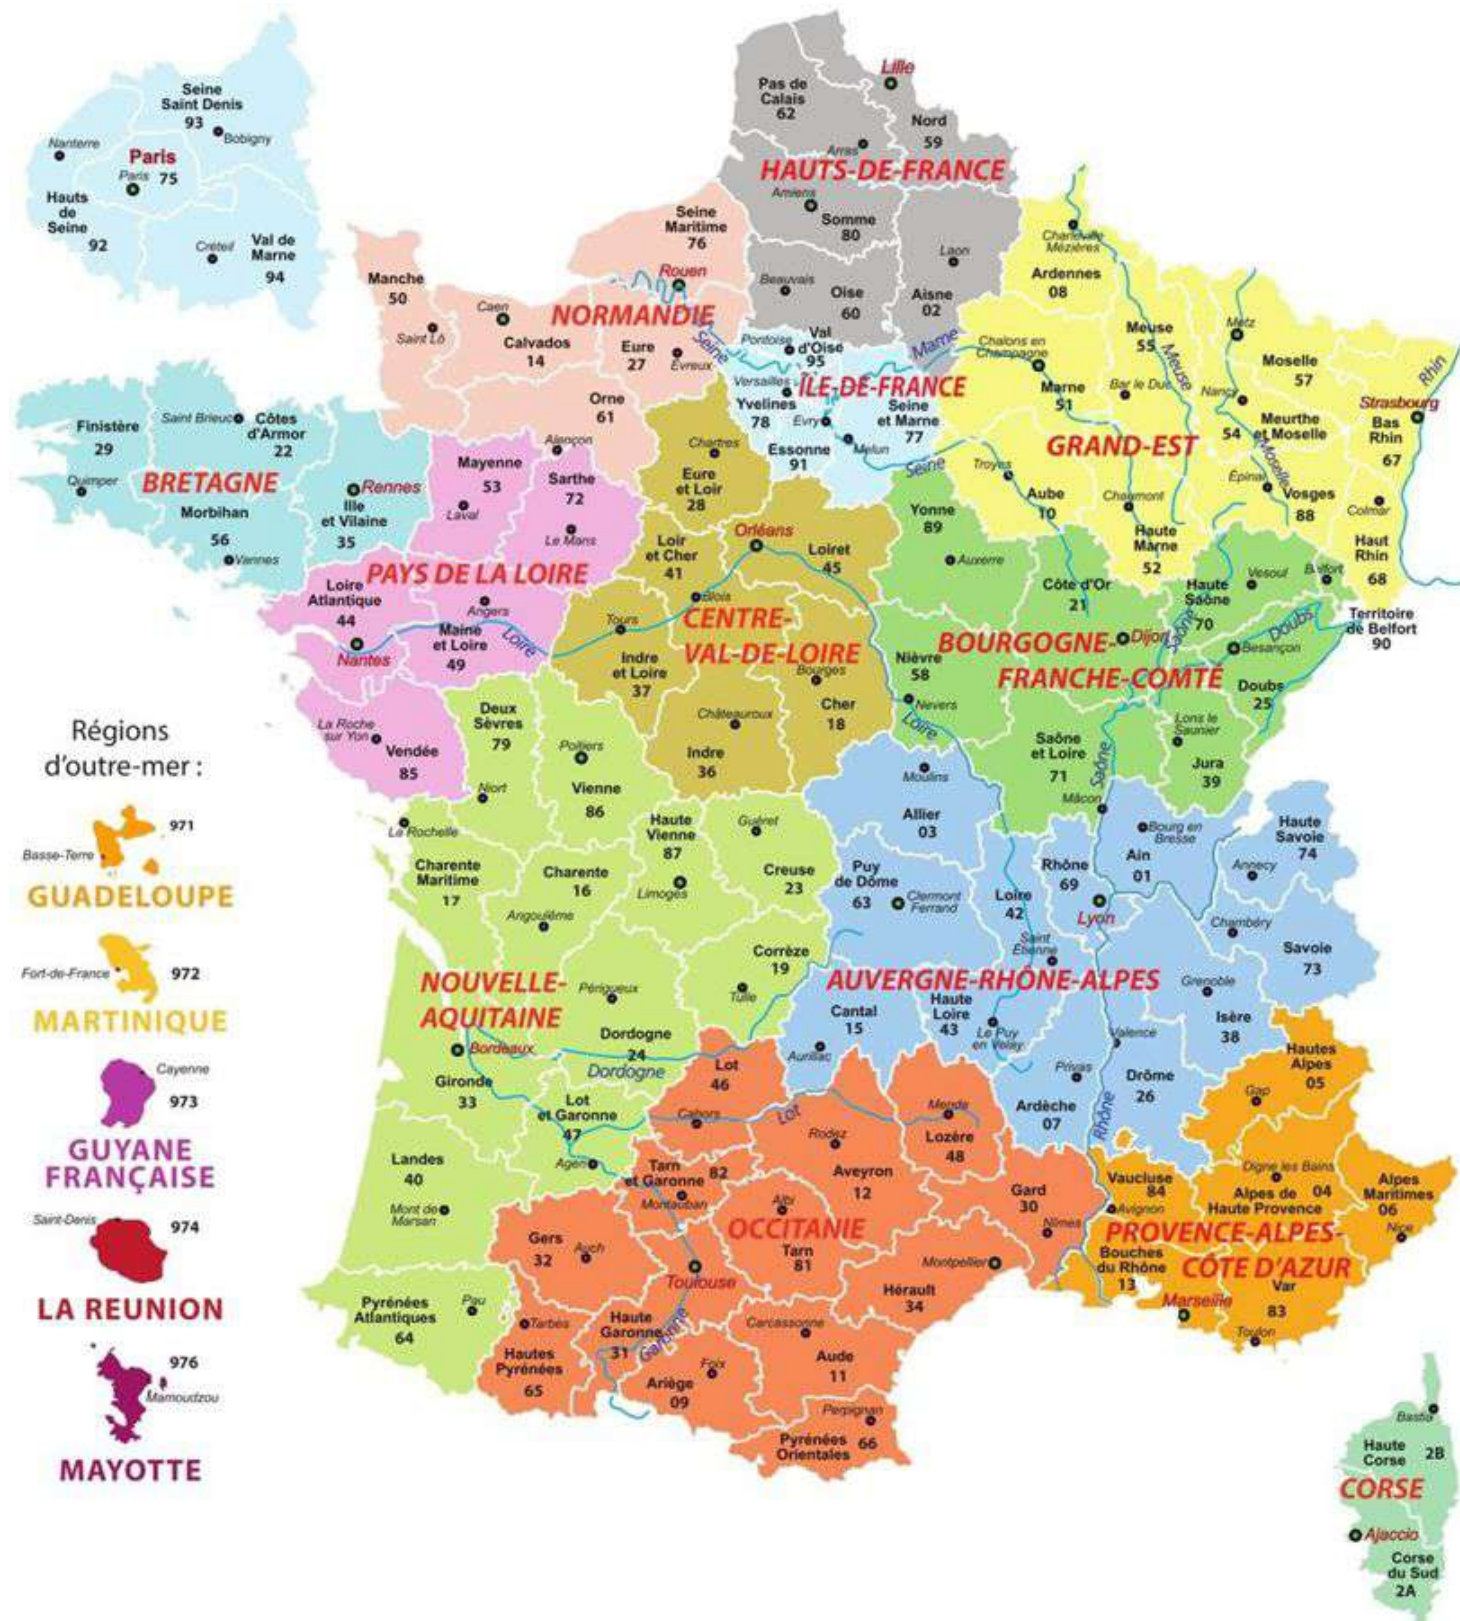 Seine
Saint Denis
93
Bobigny
Nanterre
Paris
Paris
75
Hauts
de
Seine
92
Créteil
Val de
Marne
94
Lille
Pas de
Calais
62
Nord
59
Arras
HAUTS-DE-FRANCE
Amiens
Somme
80
Laon
Beauvais
Oise
60
Aisne
02
Seine
Maritime
76
Rouen
Manche
50
Caen
Saint Lô
NORMANDIE
Calvados
14
Eure
27
Evreux
Seine
Orne
61
Alençon
Charleville
Mézières
Ardennes
08
Meuse
55
Meuse
Metz
Moselle
57
Chalons en
Champagne
Marne
Marne
51
Bar le Duc
Nancy
Meurthe
et Moselle
54
Moselle
Strasbourg
Rhin
Bas
Rhin
67
GRAND-EST
Troyes
Aube
10
Chaumont
Haute
Marne
52
Épinal
Vosges
88
Colmar
Haut
Rhin
68
Pontoise
Val
d'Oise
95
Versailles
ÎLE-DE-FRANCE
Yvelines
78
Evry
Seine
et Marne
77
Melun
Essonne
91
Seine
Finistère
29
Saint Brieuc
Côtes
d'Armor
22
Quimper
BRETAGNE
Rennes
Morbihan
56
Ille
et Vilaine
35
Vannes
Mayenne
53
Laval
Sarthe
72
Le Mans
PAYS DE LA LOIRE
Loire
Atlantique
44
Angers
Nantes
Maine
et Loire
49
Loire
La Roche
sur Yon
Vendée
85
Chartres
Eure
et Loir
28
Orléans
Loir
et Cher
41
Loiret
45
Blois
Tours
CENTRE-
VAL-DE-LOIRE
Indre
et Loire
37
Bourges
Châteauroux
Cher
18
Indre
36
Yonne
89
Auxerre
Côte d'Or
21
Haute
Saône
70
Vesoul
Belfort
Territoire
de Belfort
90
Dijon
Saône
Doubs
Besançon
BOURGOGNE-
FRANCHE-COMTÉ
Nièvre
58
Nevers
Loire
Doubs
25
Saône
et Loire
71
Saône
Lons le
Saunier
Jura
39
Mâcon
Deux
Sèvres
79
Poitiers
Niort
Vienne
86
La Rochelle
Haute
Vienne
87
Guéret
Charente
Maritime
17
Charente
16
Limoges
Creuse
23
Angoulême
Corrèze
19
Tulle
Périgueux
NOUVELLE-
AQUITAINE
Bordeaux
Dordogne
24
Dordogne
Gironde
33
Lot
et Garonne
47
Agen
Landes
40
Mont de
Marsan
Pyrénées
Atlantiques
64
Pau
Moulins
Allier
03
Bourg en
Bresse
Haute
Savoie
74
Puy
de Dôme
63
Clermont
Ferrand
Rhône
69
Ain
01
Annecy
Loire
42
Lyon
Saint
Etienne
Chambéry
Savoie
73
AUVERGNE-RHÔNE-ALPES
Grenoble
Cantal
15
Haute
Loire
43
Le Puy
en Velay
Isère
38
Aurillac
Valence
Privas
Drôme
26
Ardèche
07
Rhône
Lot
46
Cahors
Lot
Mende
Rodez
Lozère
48
Tarn
et Garonne
82
Montauban
Aveyron
12
Gers
32
Auch
Albi
OCCITANIE
Tarn
81
Gard
30
Nîmes
Toulouse
Montpellier
Hérault
34
Tarbes
Haute
Garonne
31
Garonne
Carcassonne
Hautes
Pyrénées
65
Ariège
09
Foix
Aude
11
Perpignan
Pyrénées
Orientales
66
Hautes
Alpes
05
Gap
Vaucluse
84
Avignon
Digne les Bains
04
Alpes de
Haute Provence
Alpes
Maritimes
06
Nice
PROVENCE-ALPES-
CÔTE D'AZUR
Bouches
du Rhône
13
Marseille
Var
83
Toulon
Bastia
Haute
Corse
2B
CORSE
Ajaccio
Corse
du Sud
2A
Régions
d'outre-mer :
971
Basse-Terre
GUADELOUPE
Fort-de-France
972
MARTINIQUE
Cayenne
973
GUYANE
FRANÇAISE
Saint-Denis
974
LA REUNION
976
Mamoudzou
MAYOTTE